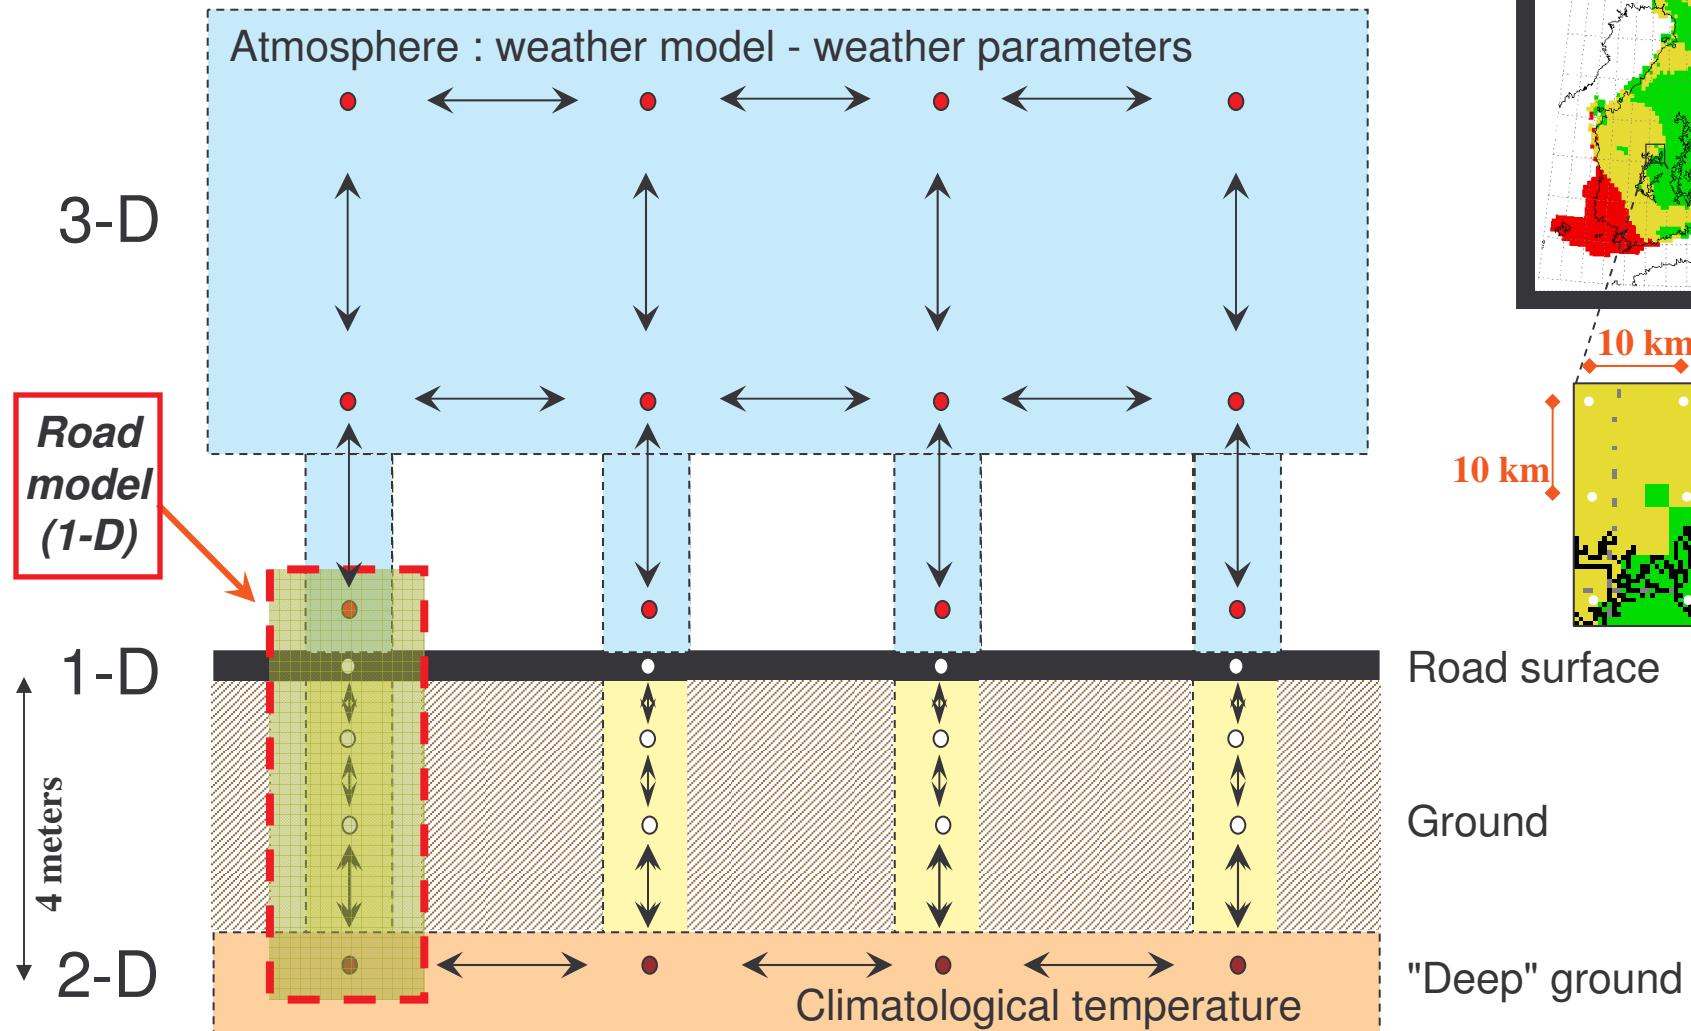 Atmosphere : weather model - weather parameters
3-D
10 km
10 km
Road
model
(1-D)
1-D
Road surface
4 meters
Ground
2-D
"Deep" ground
Climatological temperature